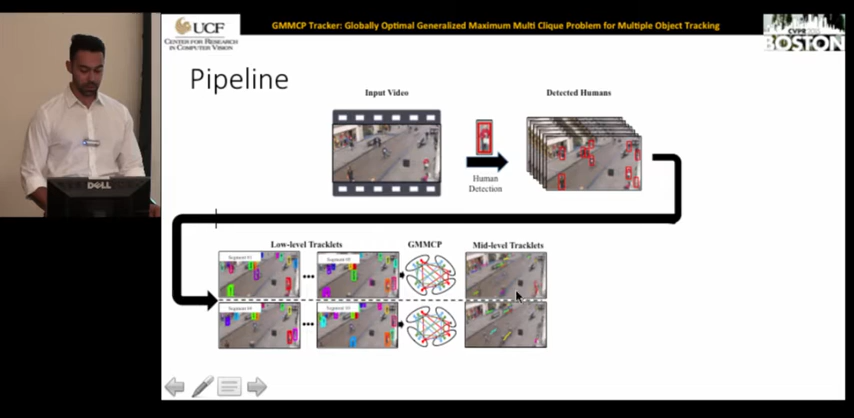 UCF
CENTER FOR RESEARCH
IN COMPUTER VISION
GMMCP Tracker: Globally Optimal Generalized Maximum Multi Clique Problem for Multiple Object Tracking
CVPR
BOSTON
Pipeline
Input Video
Detected Humans
Human
Detection
Low-level Tracklets
GMMCP
Mid-level Tracklets
DELL